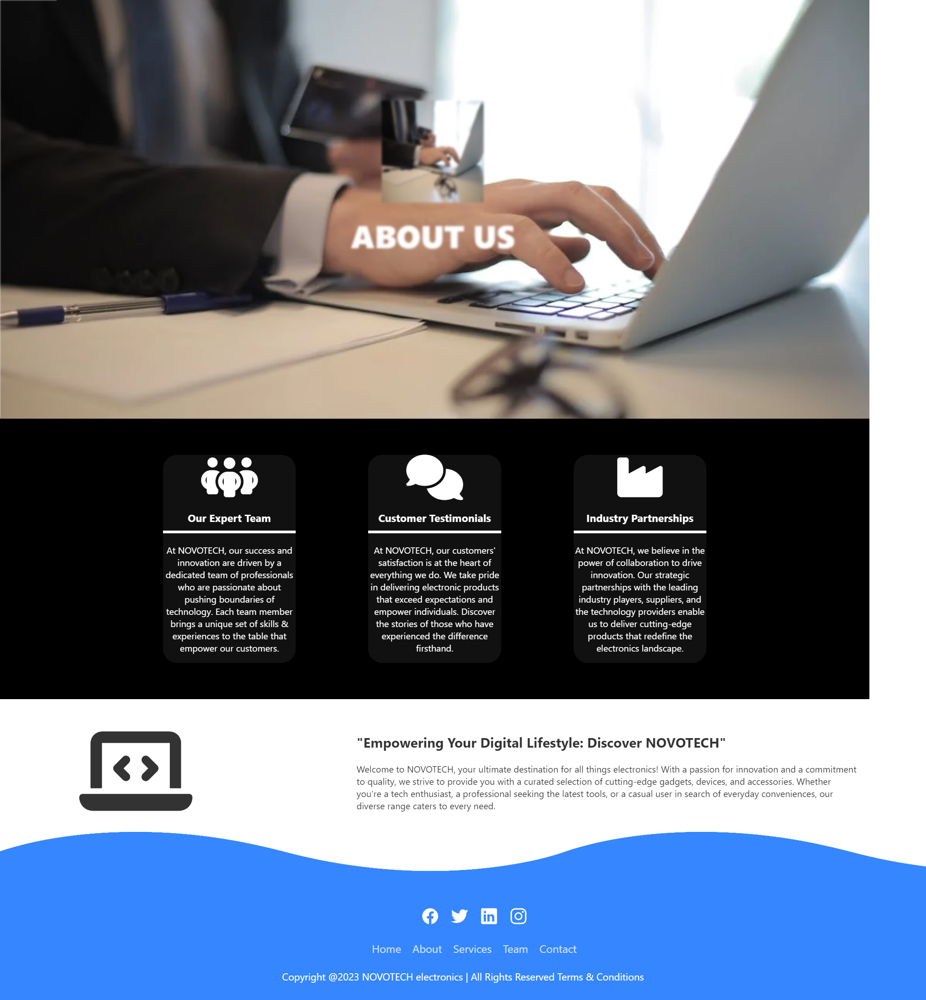 ABOUT US
Our Expert Team
At NOVOTECH, our success and
innovation are driven by a
dedicated team of professionals
who are passionate about
pushing boundaries of
technology. Each team member
brings a unique set of skills &
experiences to the table that
empower our customers.
Customer Testimonials
At NOVOTECH, our customers'
satisfaction is at the heart of
everything we do. We take pride
in delivering electronic products
that exceed expectations and
empower individuals. Discover
the stories of those who have
experienced the difference
firsthand.
Industry Partnerships
At NOVOTECH, we believe in the
power of collaboration to drive
innovation. Our strategic
partnerships with the leading
industry players, suppliers, and
the technology providers enable
us to deliver cutting-edge
products that redefine the
electronics landscape.
"Empowering Your Digital Lifestyle: Discover NOVOTECH"
Welcome to NOVOTECH, your ultimate destination for all things electronics! With a passion for innovation and a commitment
to quality, we strive to provide you with a curated selection of cutting-edge gadgets, devices, and accessories. Whether
you're a tech enthusiast, a professional seeking the latest tools, or a casual user in search of everyday conveniences, our
diverse range caters to every need.
Home About Services Team Contact
Copyright @2023 NOVOTECH electronics | All Rights Reserved Terms & Conditions